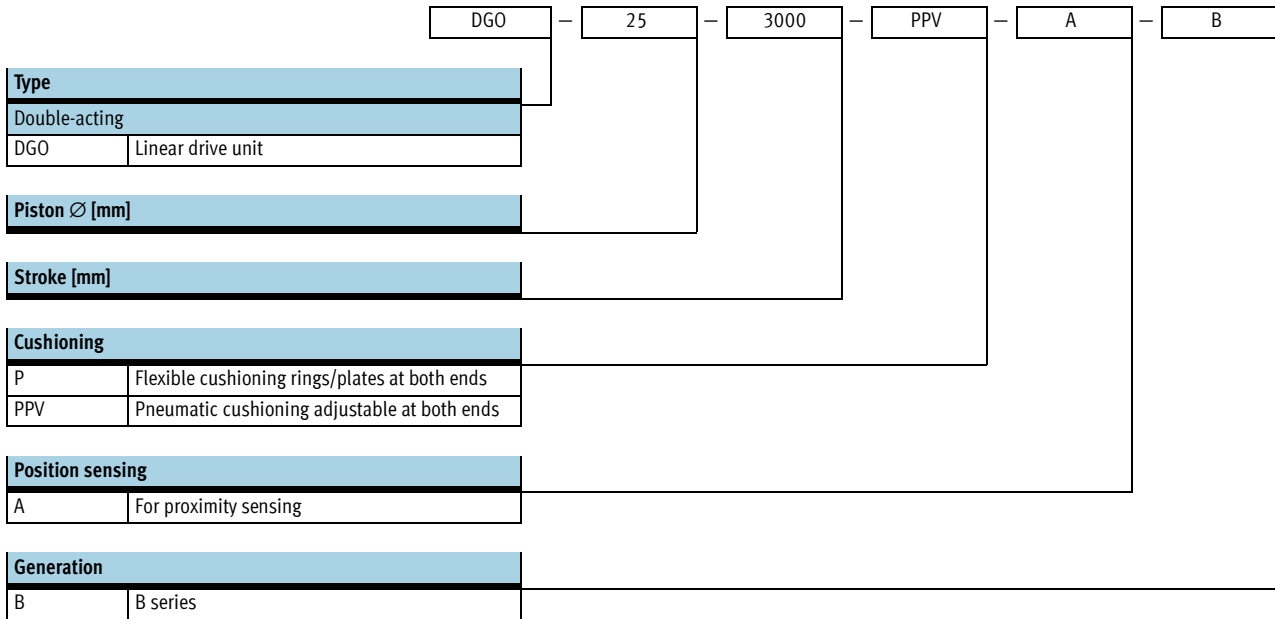 DGO – 25 – 3000 – PPV – A – B
Type
Double-acting
DGO Linear drive unit
Piston ∅ [mm]
Stroke [mm]
Cushioning
P Flexible cushioning rings/plates at both ends
PPV Pneumatic cushioning adjustable at both ends
Position sensing
A For proximity sensing
Generation
B B series